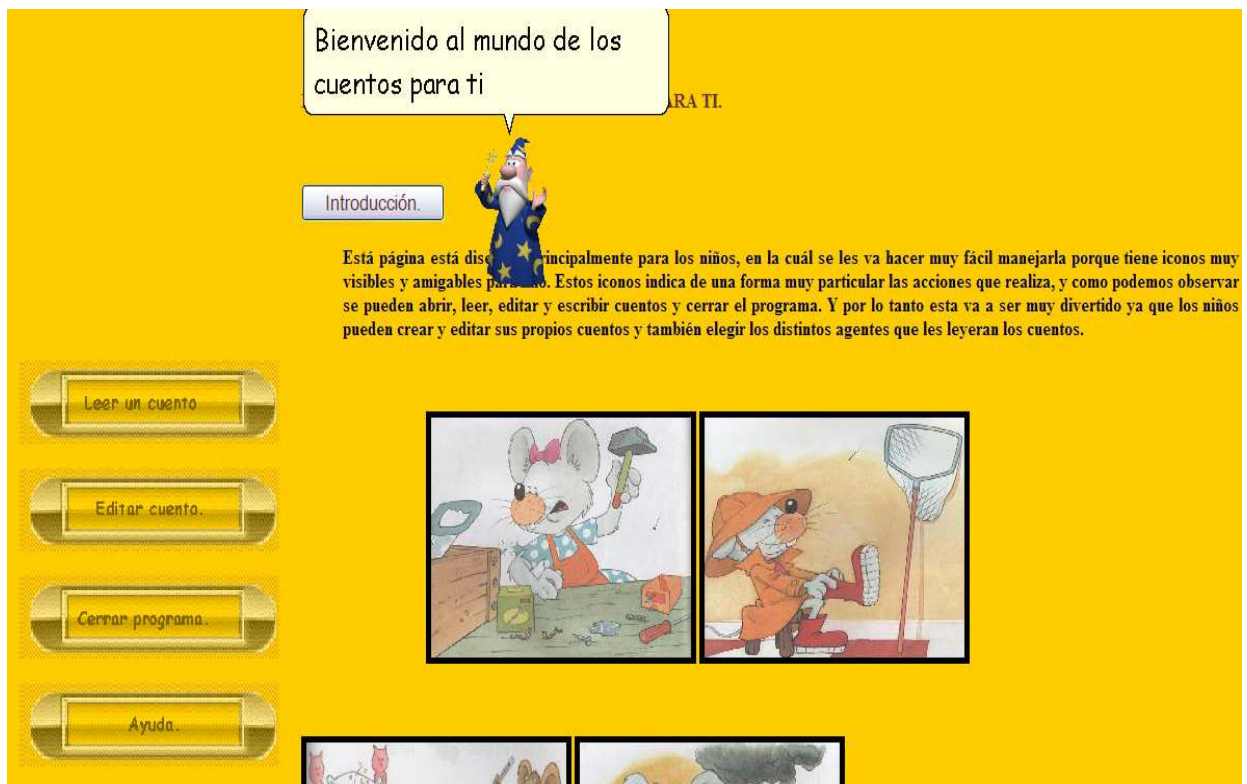 Bienvenido al mundo de los
cuentos para ti
ARA TI.
Introducción.
Está página está dis principalmente para los niños, en la cuál se les va hacer muy fácil manejarla porque tiene iconos muy
visibles y amigables . Estos iconos indica de una forma muy particular las acciones que realiza, y como podemos observar
se pueden abrir, leer, editar y escribir cuentos y cerrar el programa. Y por lo tanto esta va a ser muy divertido ya que los niños
pueden crear y editar sus propios cuentos y también elegir los distintos agentes que les leyeran los cuentos.
Leer un cuento
Editar cuento.
Cerrar programa.
Ayuda.